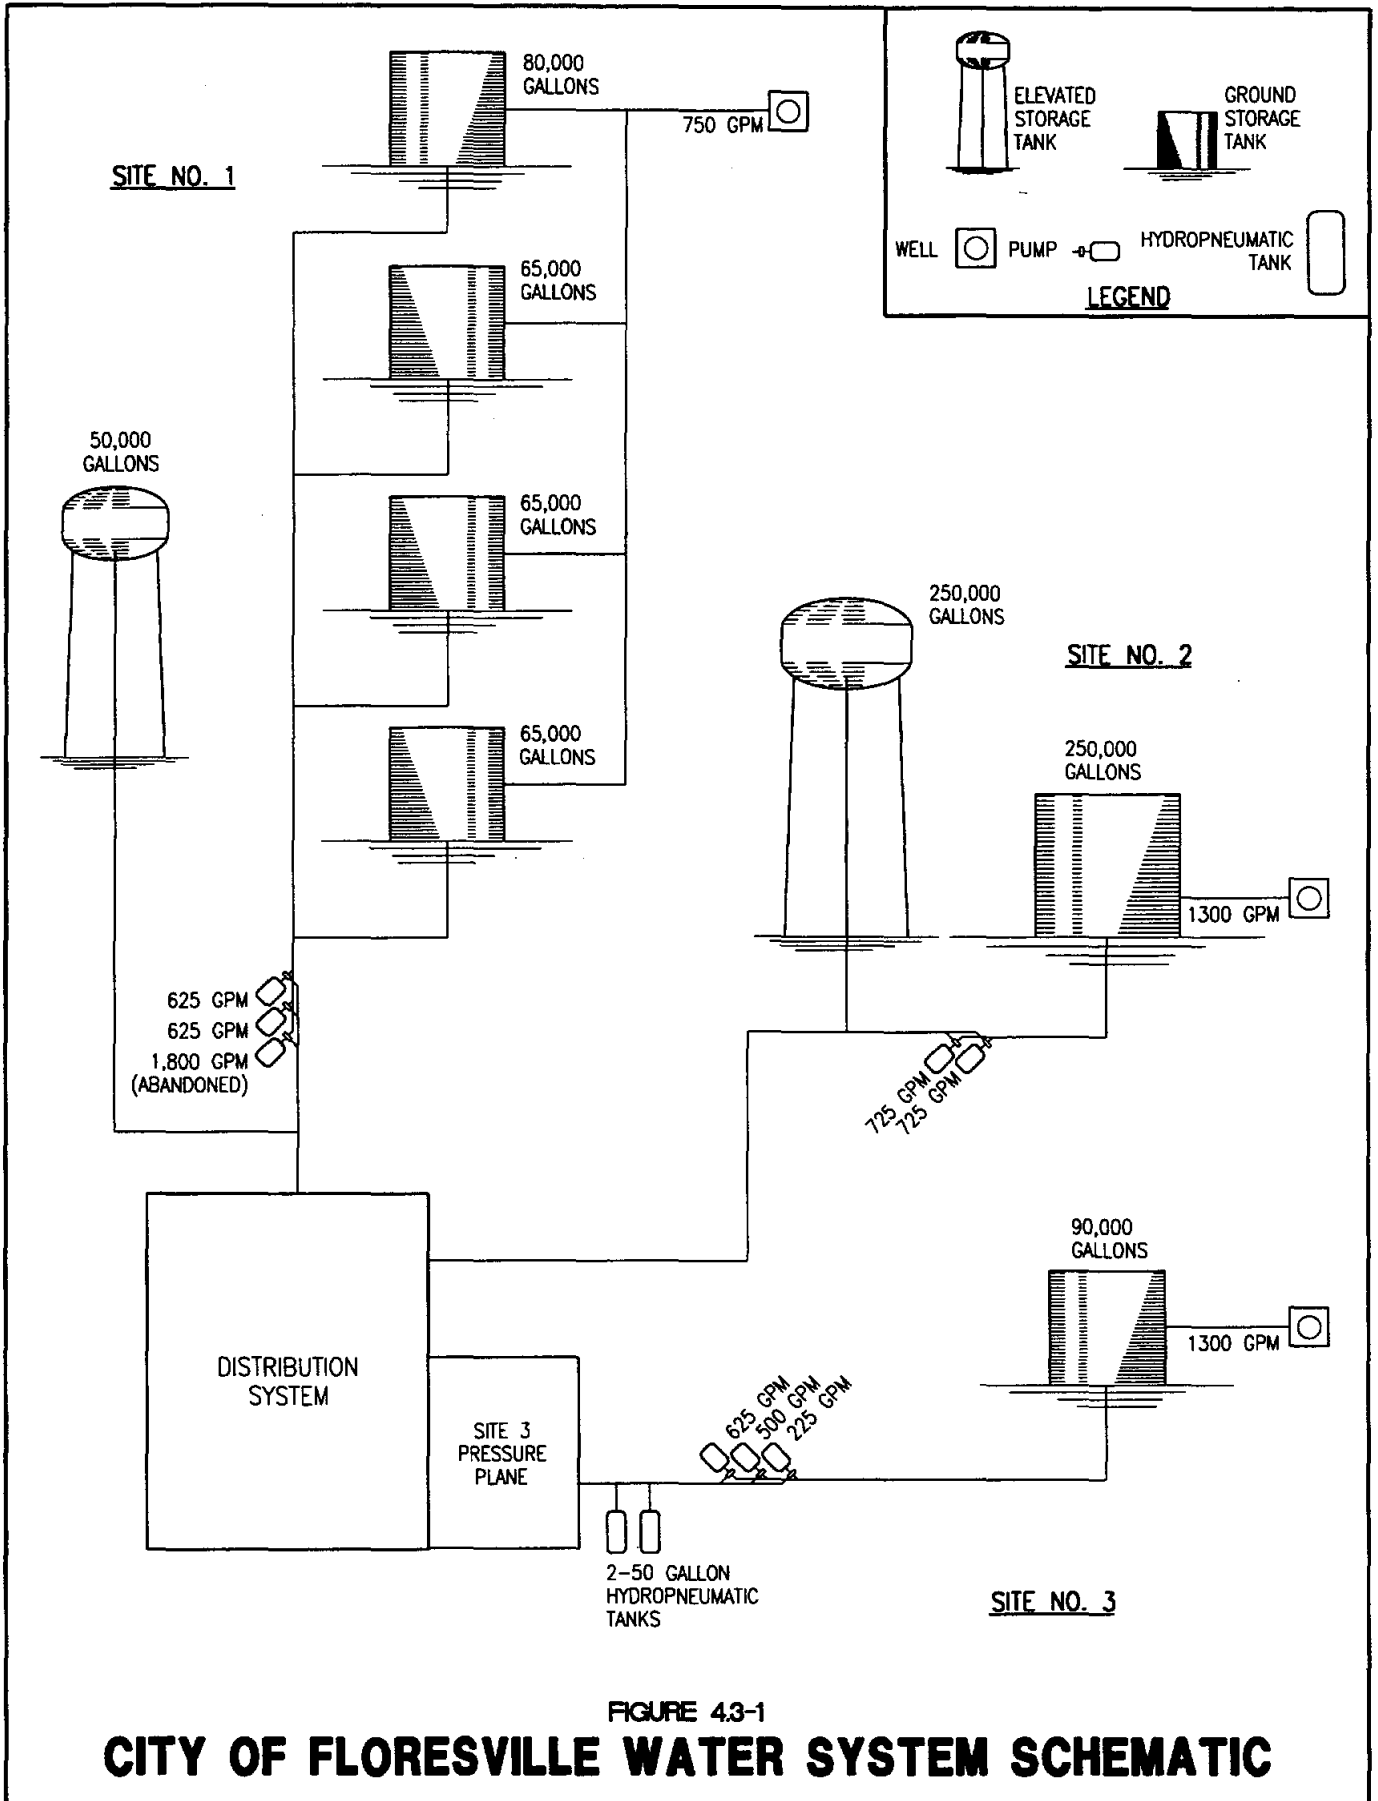 80,000
GALLONS
750 GPM
SITE NO. 1
ELEVATED
STORAGE
TANK
GROUND
STORAGE
TANK
WELL
PUMP
HYDROPNEUMATIC
TANK
LEGEND
65,000
GALLONS
50,000
GALLONS
65,000
GALLONS
65,000
GALLONS
250,000
GALLONS
SITE NO. 2
250,000
GALLONS
1300 GPM
625 GPM
625 GPM
1,800 GPM
(ABANDONED)
725 GPM
725 GPM
90,000
GALLONS
1300 GPM
DISTRIBUTION
SYSTEM
SITE 3
PRESSURE
PLANE
625 GPM
500 GPM
225 GPM
2-50 GALLON
HYDROPNEUMATIC
TANKS
SITE NO. 3
FIGURE 4.3-1
CITY OF FLORESVILLE WATER SYSTEM SCHEMATIC